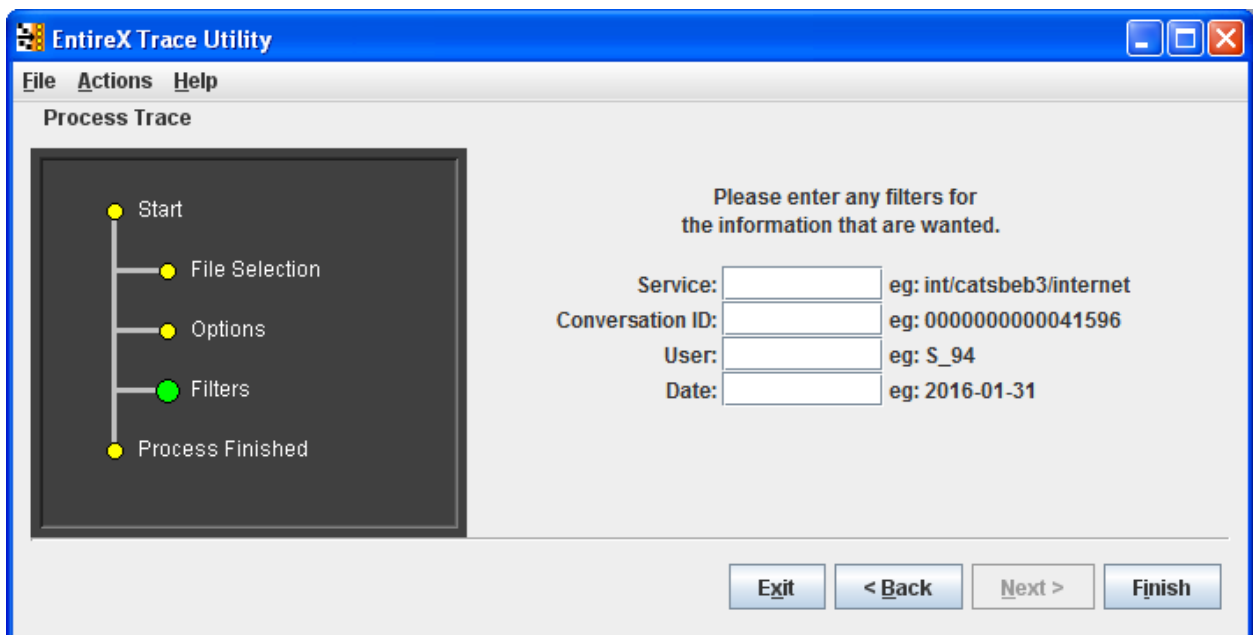 EntireX Trace Utility
File Actions Help
Process Trace
Start
File Selection
Options
Filters
Process Finished
Please enter any filters for
the information that are wanted.
Service: eg: int/catsbeb3/internet
Conversation ID: eg: 0000000000041596
User: eg: S_94
Date: eg: 2016-01-31
Exit < Back Next > Finish